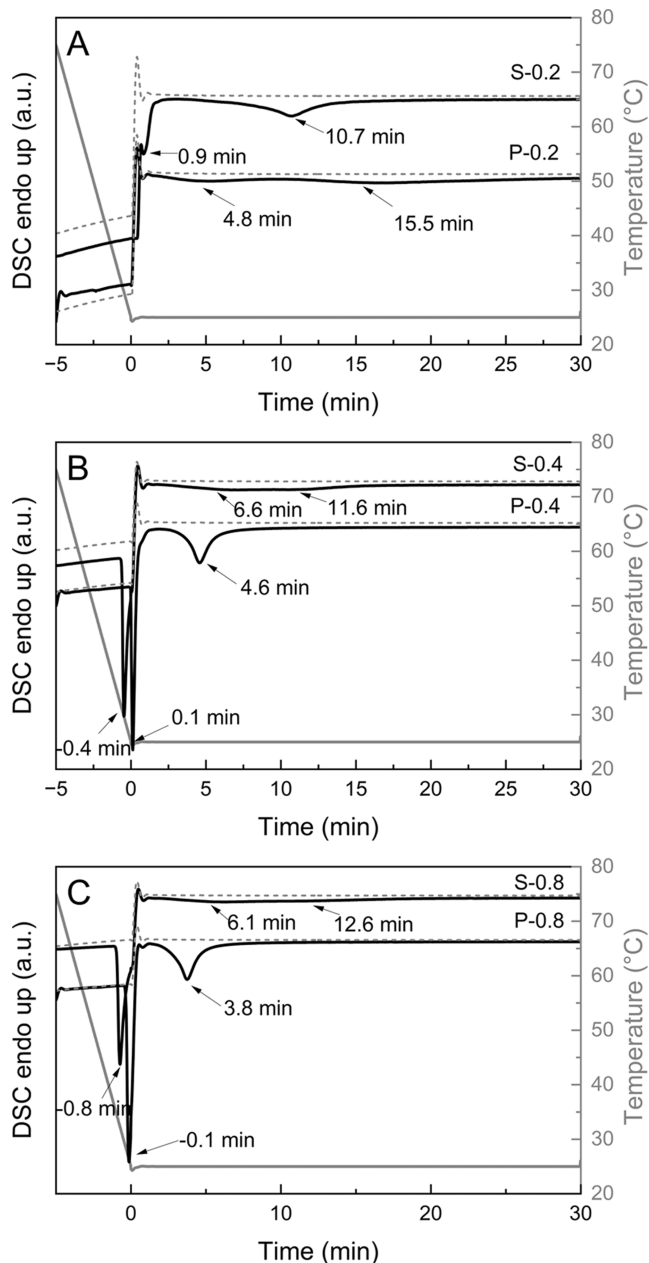 A
S-0.2
10.7 min
0.9 min
P-0.2
4.8 min
15.5 min
DSC endo up (a.u.)
Temperature (°C)
80
70
60
50
40
30
20
−5
0
5
10
15
20
25
30
Time (min)
B
S-0.4
6.6 min
11.6 min
P-0.4
4.6 min
0.1 min
-0.4 min
DSC endo up (a.u.)
Temperature (°C)
80
70
60
50
40
30
20
−5
0
5
10
15
20
25
30
Time (min)
C
S-0.8
6.1 min
12.6 min
P-0.8
3.8 min
-0.8 min
-0.1 min
DSC endo up (a.u.)
Temperature (°C)
80
70
60
50
40
30
20
−5
0
5
10
15
20
25
30
Time (min)